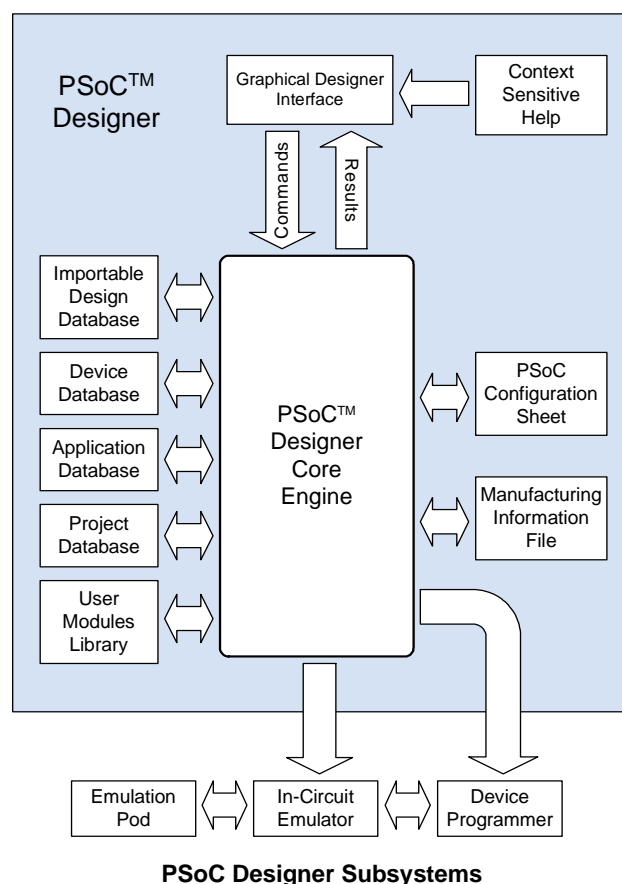 PSoC™
Designer
Graphical Designer
Interface
Context
Sensitive
Help
Commands
Results
Importable
Design
Database
Device
Database
Application
Database
Project
Database
User
Modules
Library
PSoC™
Designer
Core
Engine
PSoC
Configuration
Sheet
Manufacturing
Information
File
Emulation
Pod
In-Circuit
Emulator
Device
Programmer
PSoC Designer Subsystems